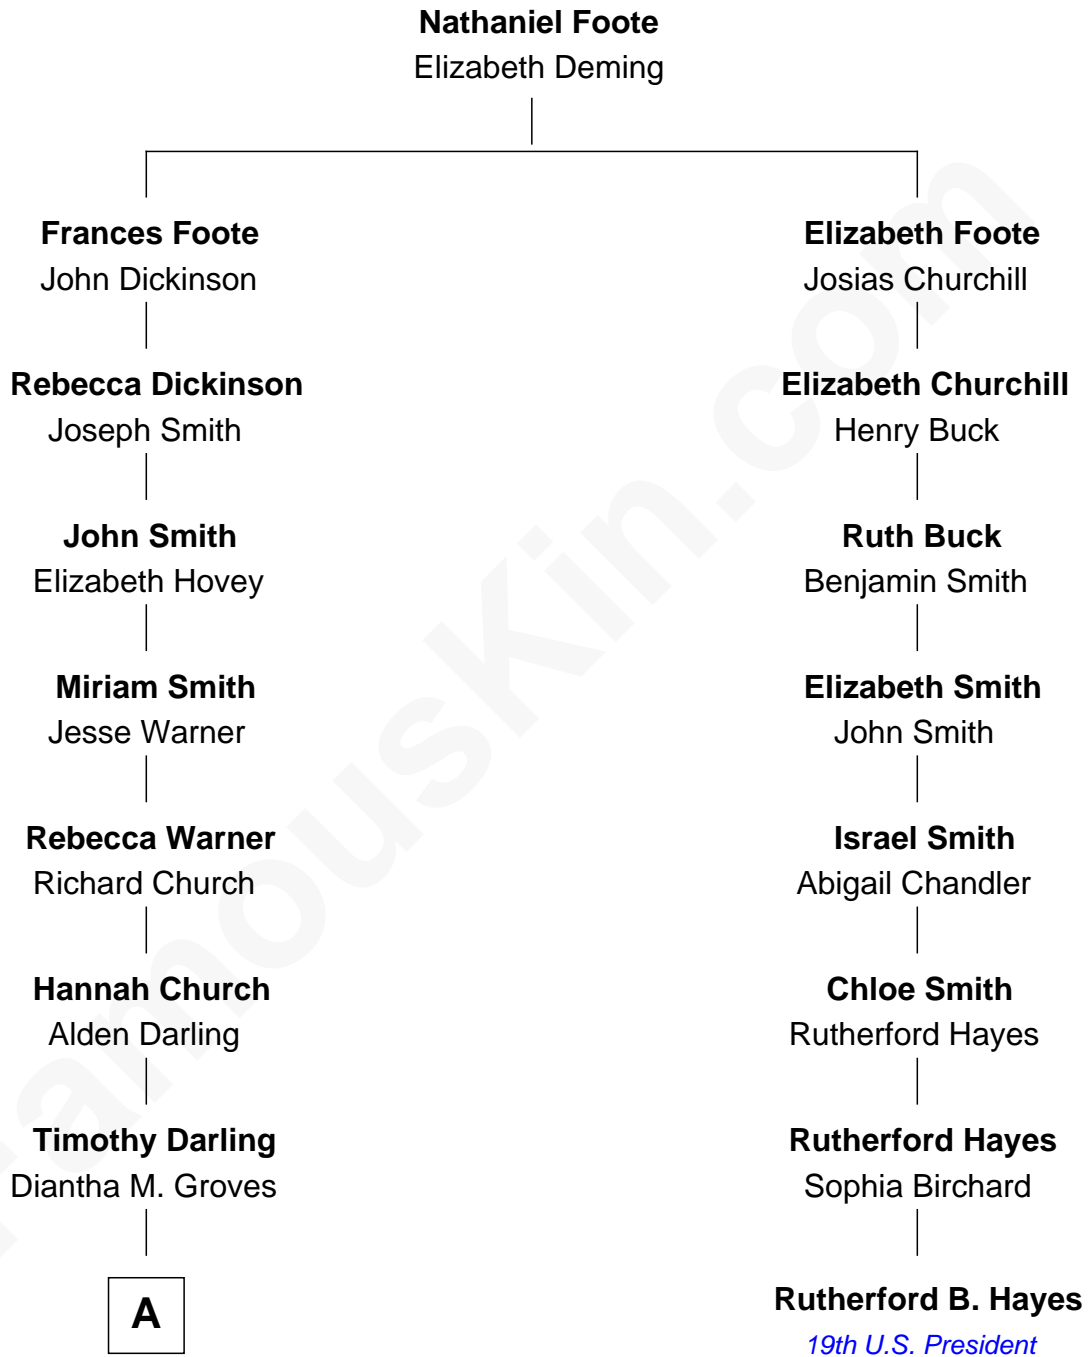 Nathaniel Foote
Elizabeth Deming
Frances Foote
John Dickinson
Elizabeth Foote
Josias Churchill
Rebecca Dickinson
Joseph Smith
Elizabeth Churchill
Henry Buck
John Smith
Elizabeth Hovey
Ruth Buck
Benjamin Smith
Miriam Smith
Jesse Warner
Elizabeth Smith
John Smith
Rebecca Warner
Richard Church
Israel Smith
Abigail Chandler
Hannah Church
Alden Darling
Chloe Smith
Rutherford Hayes
Timothy Darling
Diantha M. Groves
Rutherford Hayes
Sophia Birchard
A
Rutherford B. Hayes
19th U.S. President
FamousKin.com